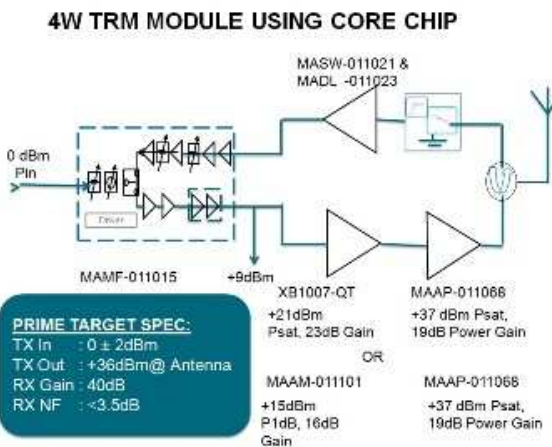 4W TRM MODULE USING CORE CHIP
MASW-011021 &
MADL -011023
0 dBm
Pin
Driver
MAMF-011015
+9dBm
XB1007-QT
+21dBm
Psat, 23dB Gain
MAAP-011068
+37 dBm Psat,
19dB Power Gain
OR
MAAM-011101
+15dBm
P1dB, 16dB
Gain
MAAP-011068
+37 dBm Psat,
19dB Power Gain
PRIME TARGET SPEC:
TX In : 0 ± 2dBm
TX Out : +36dBm@ Antenna
RX Gain : 40dB
RX NF : <3.5dB